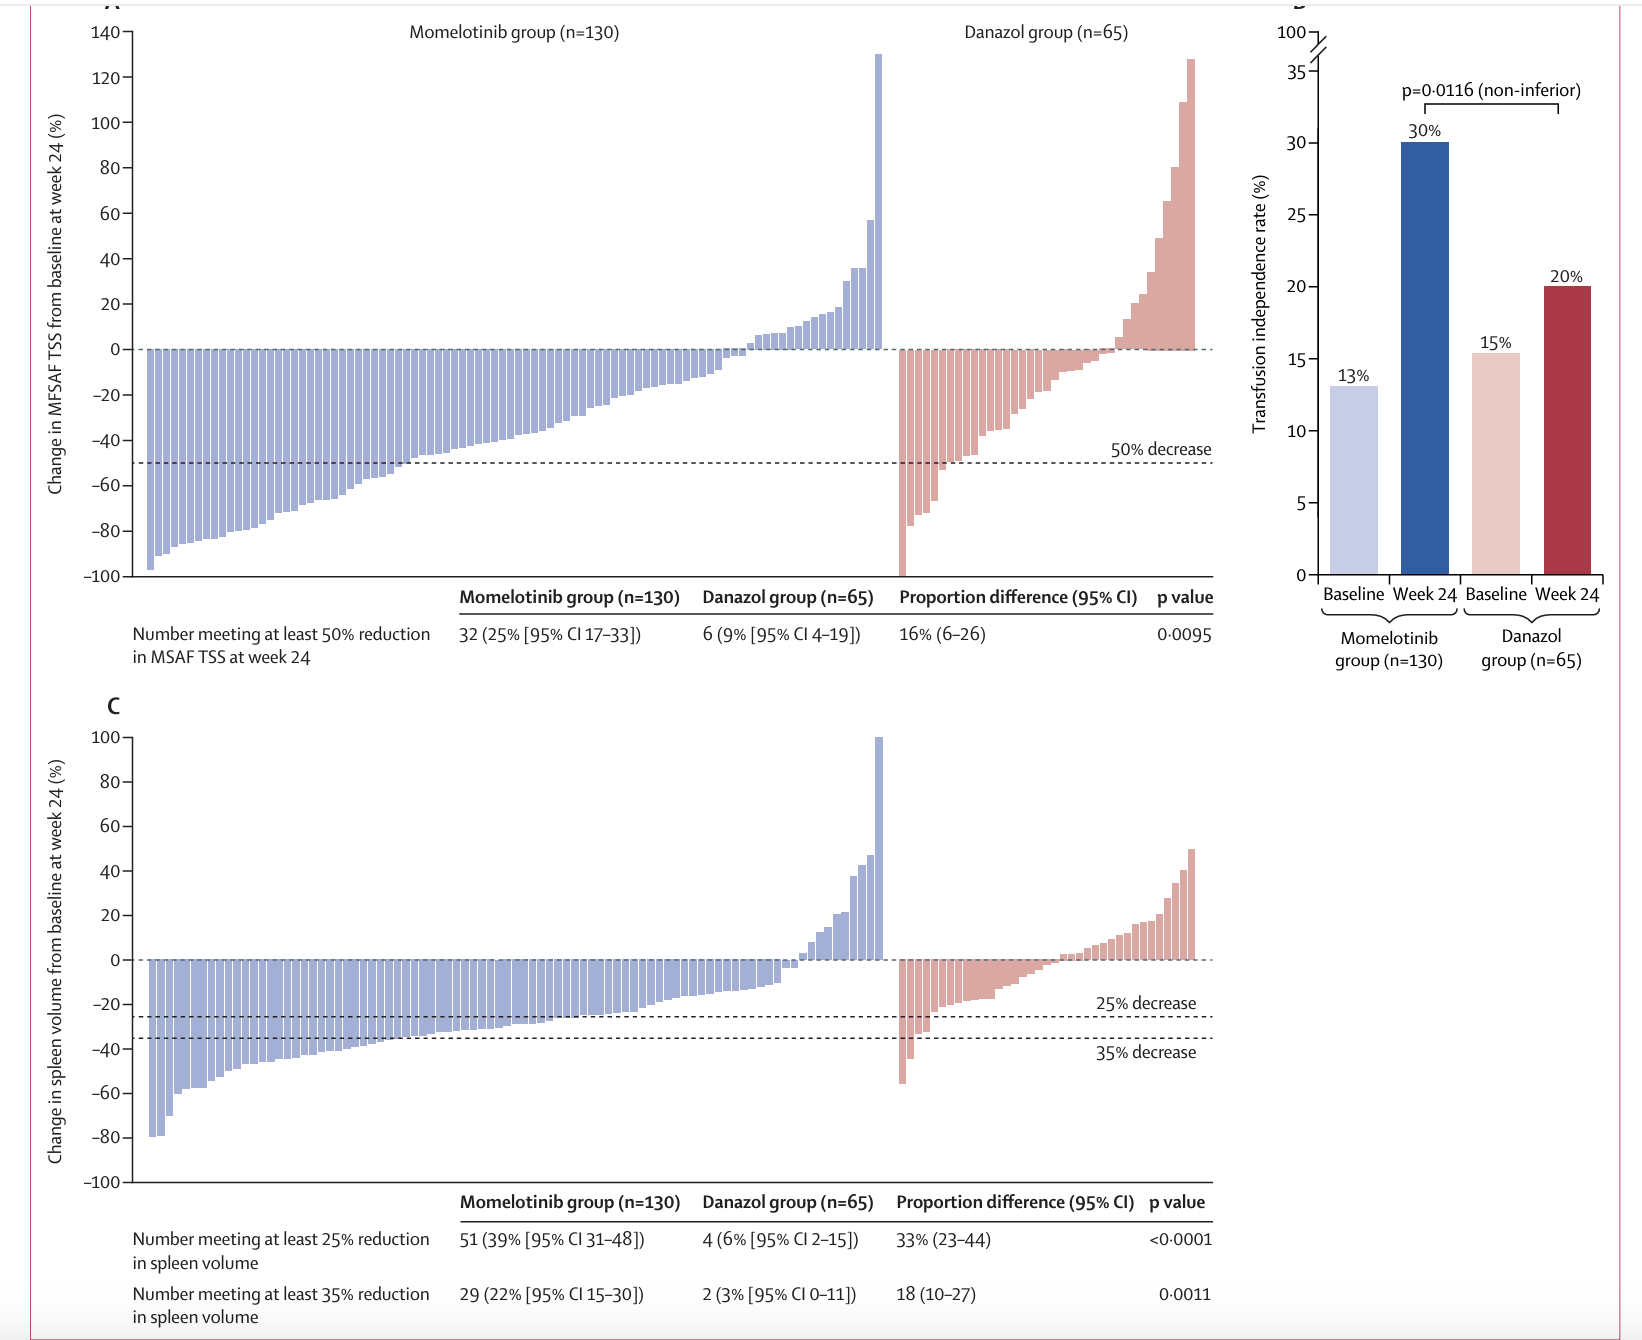 Momelotinib group (n=130)
Danazol group (n=65)
Change in MFSAF TSS from baseline at week 24 (%)
140
120
100
80
60
40
20
0
–20
–40
–60
–80
–100
50% decrease
Momelotinib group (n=130) Danazol group (n=65) Proportion difference (95% CI) p value
Number meeting at least 50% reduction 32 (25% [95% CI 17–33]) 6 (9% [95% CI 4–19]) 16% (6–26) 0·0095
in MSAF TSS at week 24
Transfusion independence rate (%)
100
35
30
25
20
15
10
5
0
p=0·0116 (non-inferior)
13%
30%
15%
20%
Baseline Week 24 Baseline Week 24
Momelotinib
group (n=130)
Danazol
group (n=65)
C
Change in spleen volume from baseline at week 24 (%)
100
80
60
40
20
0
–20
–40
–60
–80
–100
25% decrease
35% decrease
Momelotinib group (n=130) Danazol group (n=65) Proportion difference (95% CI) p value
Number meeting at least 25% reduction 51 (39% [95% CI 31–48]) 4 (6% [95% CI 2–15]) 33% (23–44) <0·0001
in spleen volume
Number meeting at least 35% reduction 29 (22% [95% CI 15–30]) 2 (3% [95% CI 0–11]) 18 (10–27) 0·0011
in spleen volume